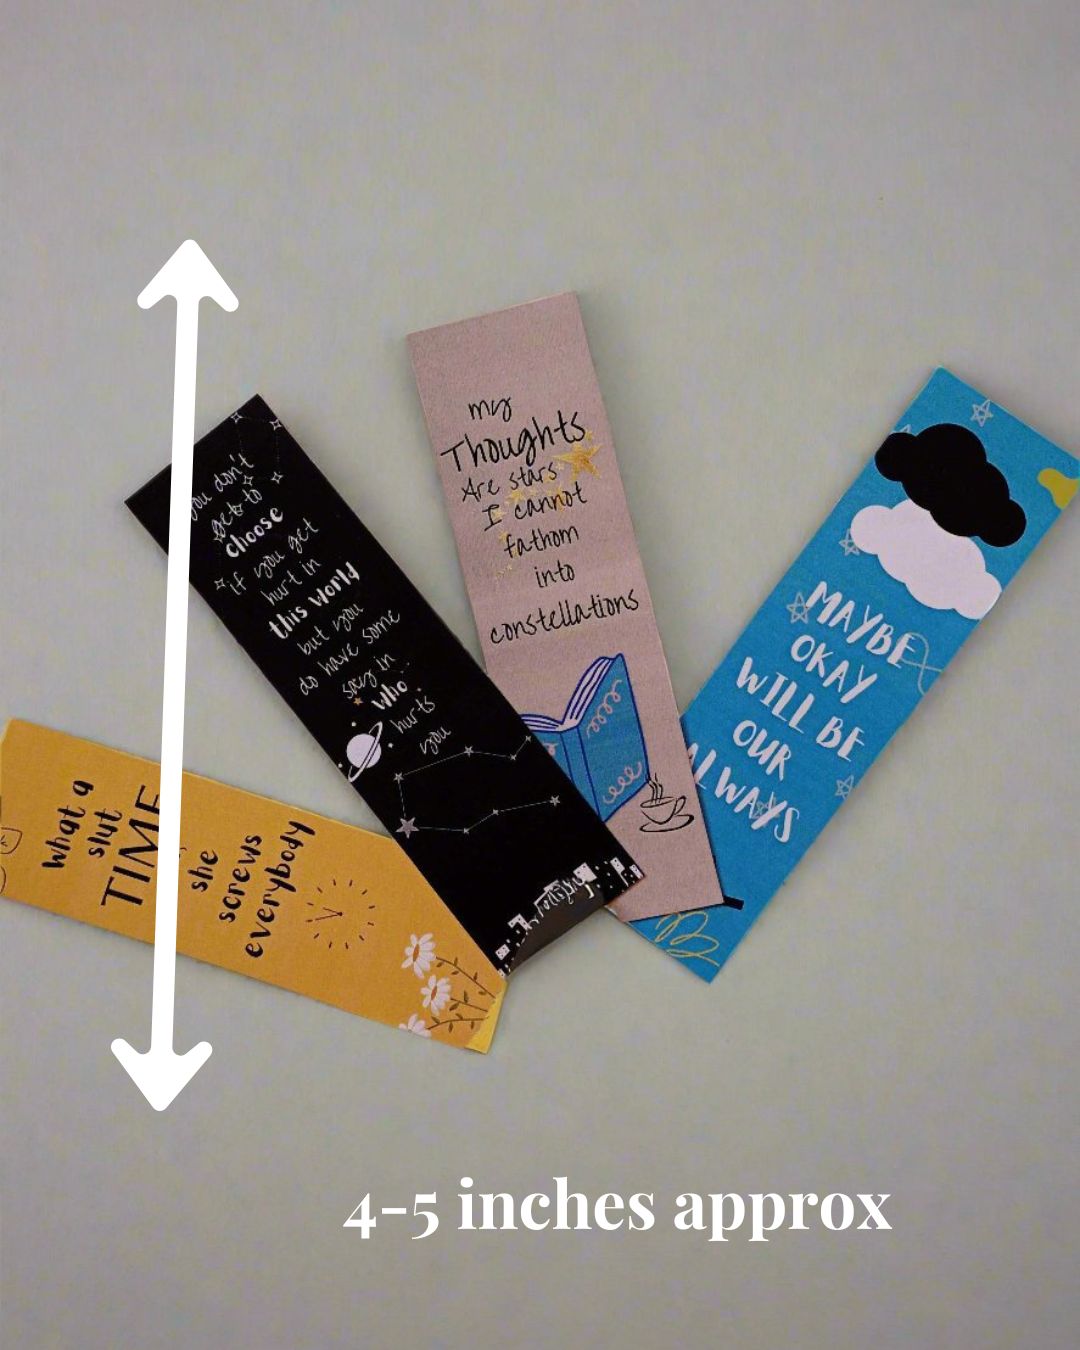 you don't
get to
choose
if you get
hurt in
this world
but you
do have some
say in
who
hurts
you
my
Thoughts
Are stars
I cannot
fathom
into
constellations
MAYBE
OKAY
WILL BE
OUR
ALWAYS
What a
slut
TIME
she
screws
everybody
4-5 inches approx